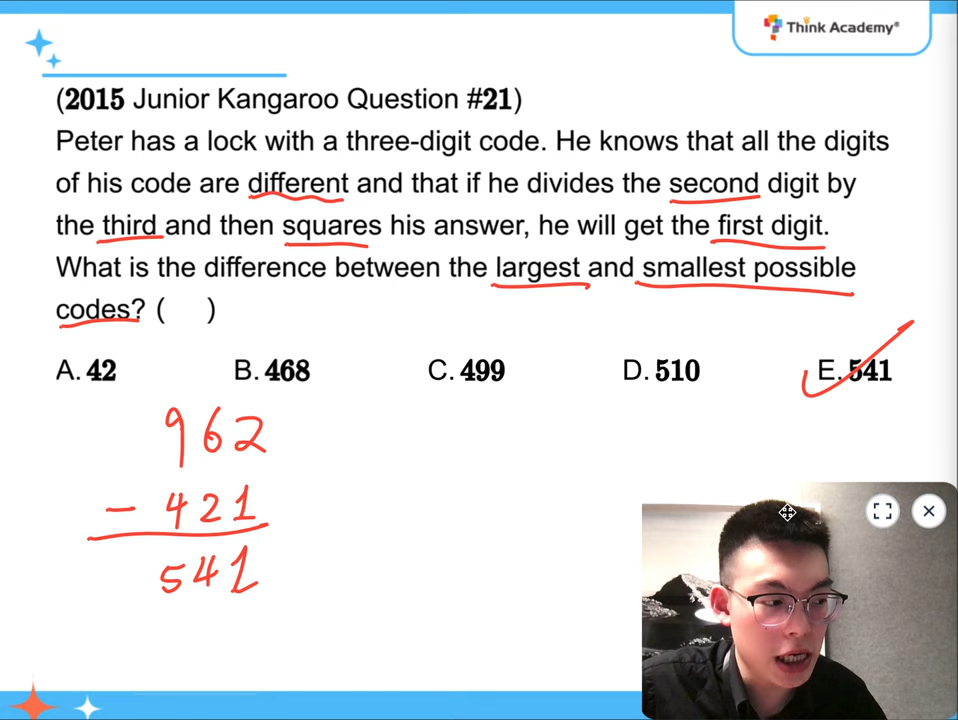 Think Academy®
(2015 Junior Kangaroo Question #21)
Peter has a lock with a three-digit code. He knows that all the digits
of his code are different and that if he divides the second digit by
the third and then squares his answer, he will get the first digit.
What is the difference between the largest and smallest possible
codes? ( )
A. 42 B. 468 C. 499 D. 510 E. 541
962
- 421
541